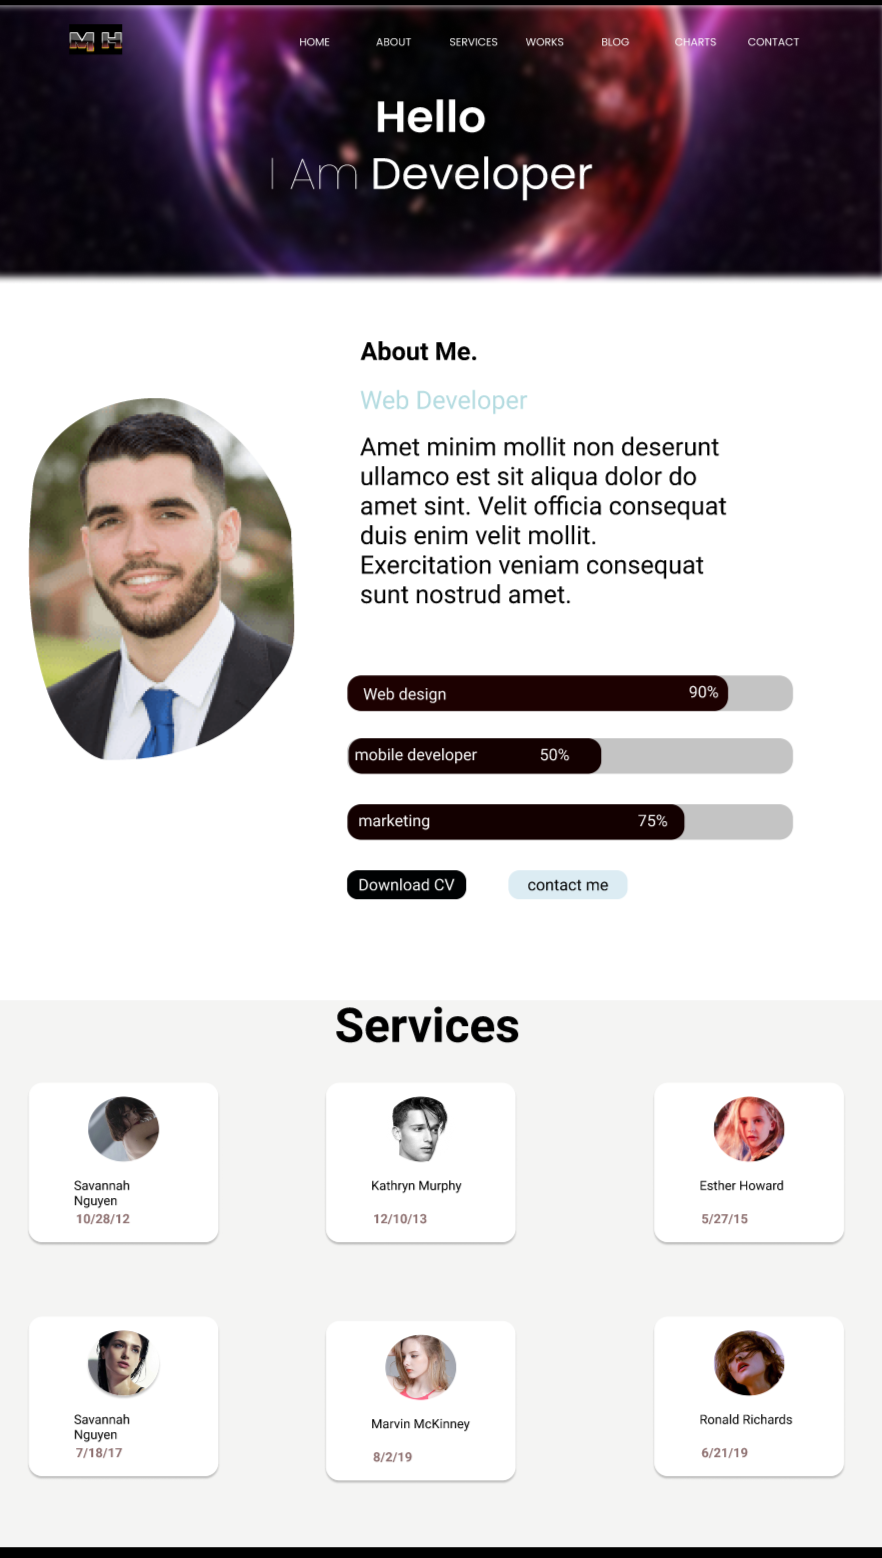 MH
HOME ABOUT SERVICES WORKS BLOG CHARTS CONTACT
Hello
I Am Developer
About Me.
Web Developer
Amet minim mollit non deserunt
ullamco est sit aliqua dolor do
amet sint. Velit officia consequat
duis enim velit mollit.
Exercitation veniam consequat
sunt nostrud amet.
Web design 90%
mobile developer 50%
marketing 75%
Download CV contact me
Services
Savannah
Nguyen
10/28/12
Kathryn Murphy
12/10/13
Esther Howard
5/27/15
Savannah
Nguyen
7/18/17
Marvin McKinney
8/2/19
Ronald Richards
6/21/19